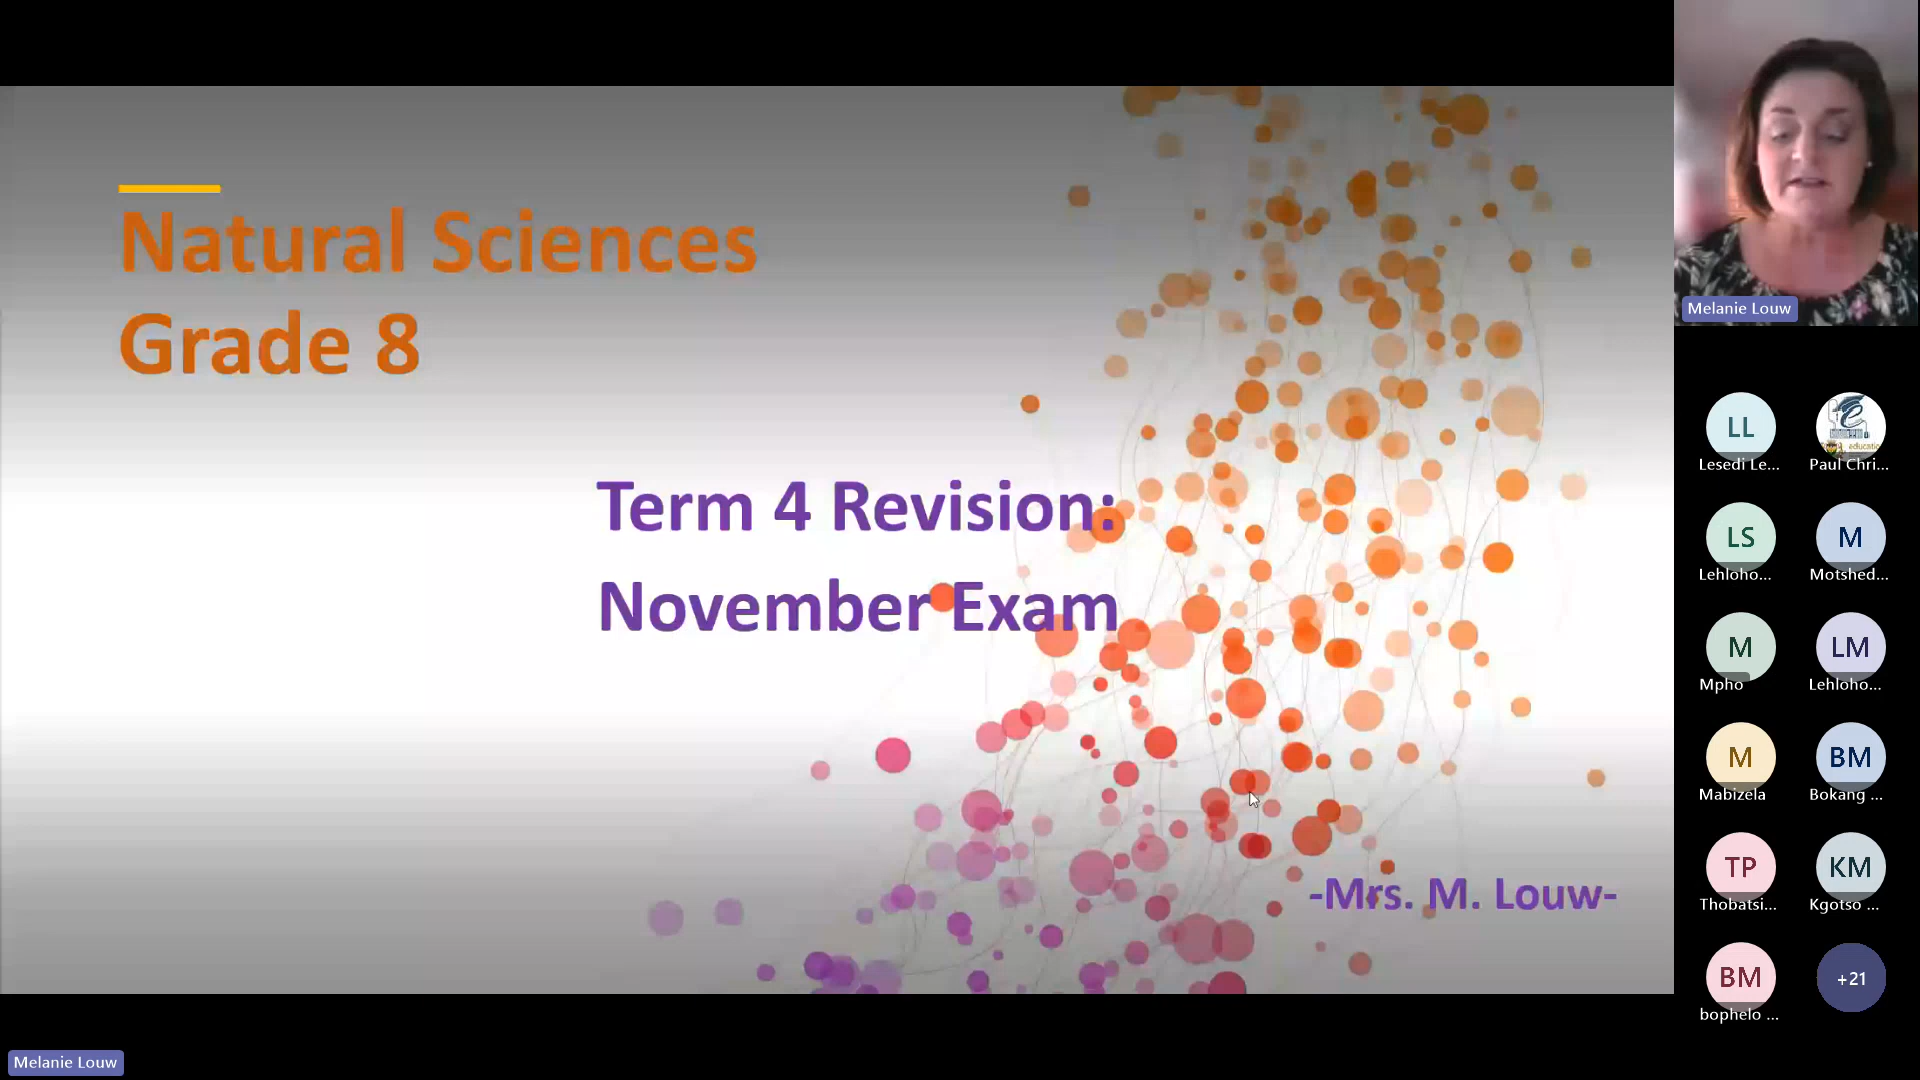 Natural Sciences
Grade 8
Term 4 Revision:
November Exam
-Mrs. M. Louw-
Melanie Louw
Melanie Louw
LL
Lesedi Le...
Paul Chri...
LS
Lehloho...
M
Motshed...
M
Mpho
LM
Lehloho...
M
Mabizela
BM
Bokang ...
TP
Thobatsi...
KM
Kgotso ...
BM
bophelo ...
+21